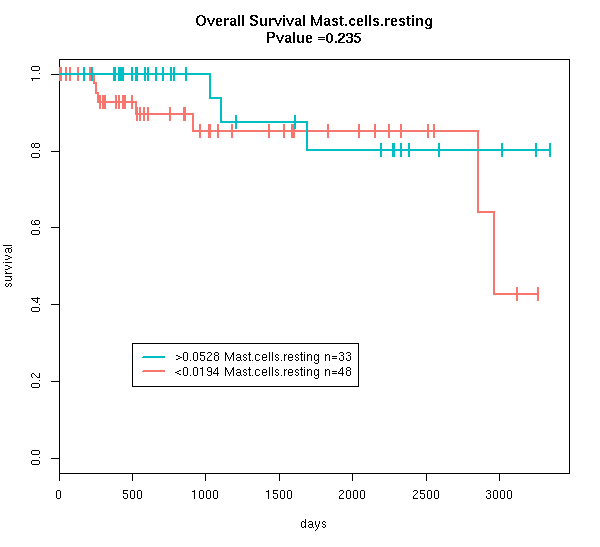 Overall Survival Mast.cells.resting
Pvalue =0.235
survival
1.0
0.8
0.6
0.4
0.2
0.0
>0.0528 Mast.cells.resting n=33
<0.0194 Mast.cells.resting n=48
0 500 1000 1500 2000 2500 3000
days